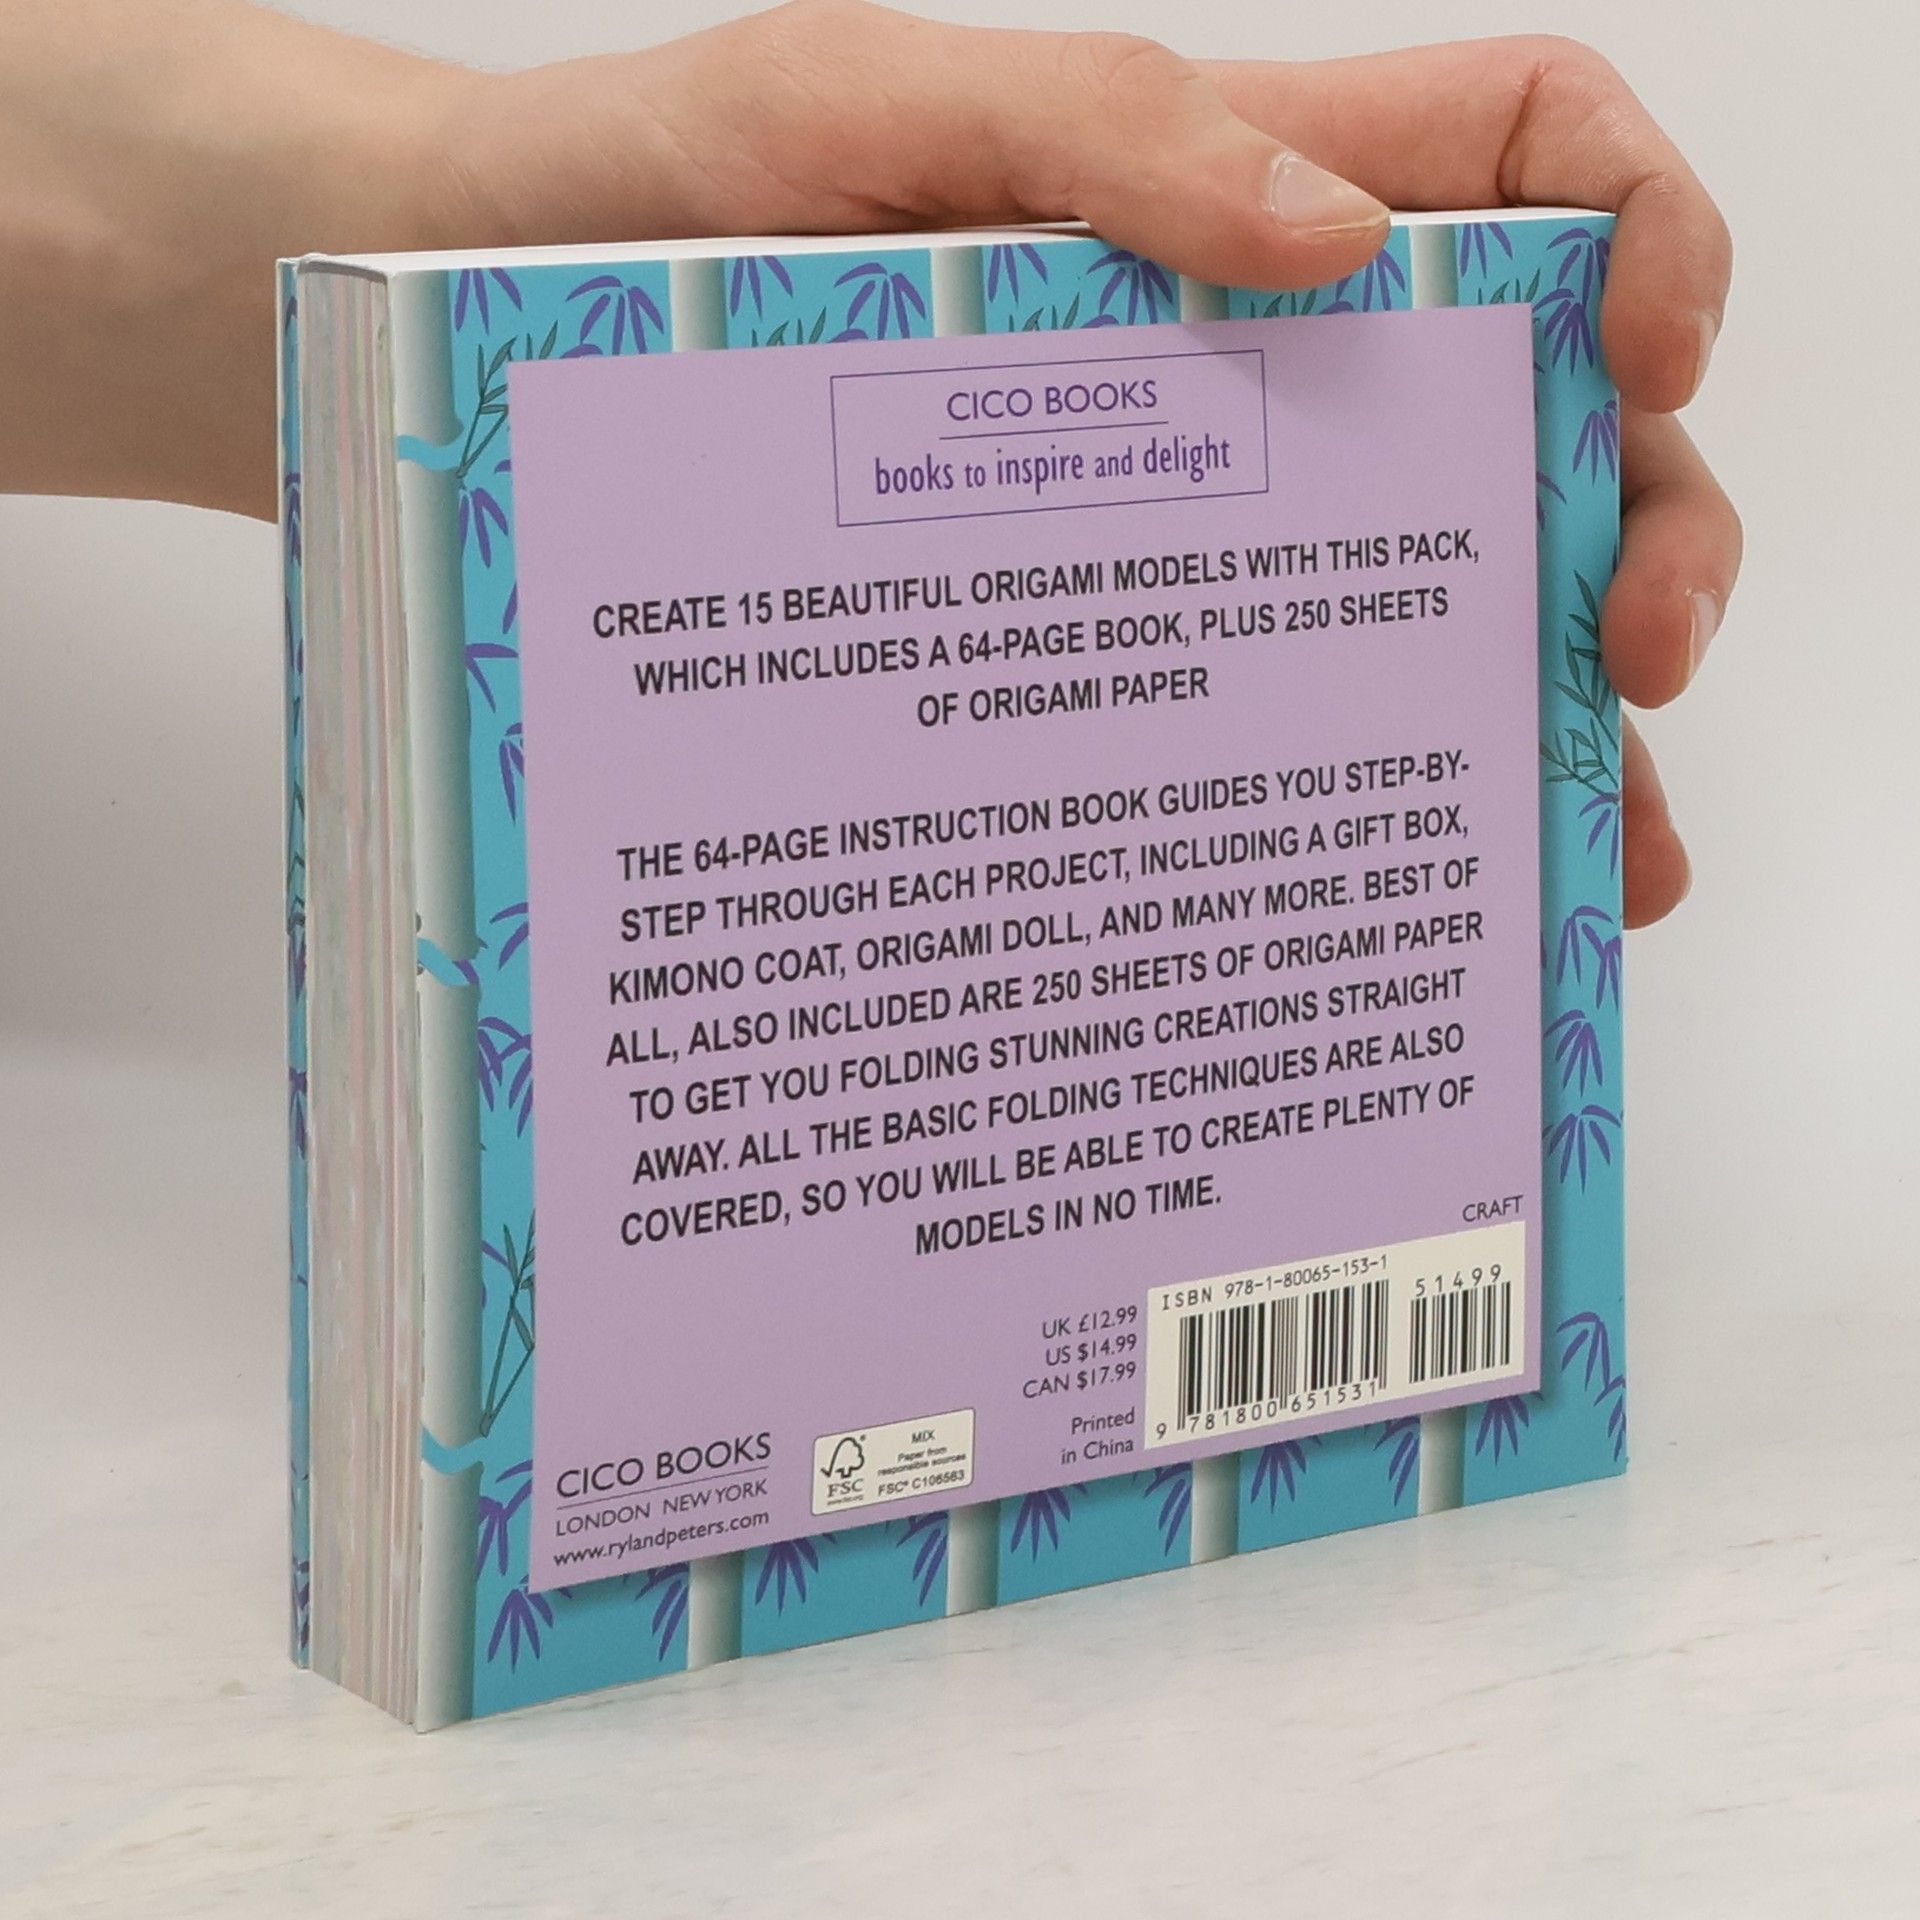 CICO BOOKS
books to inspire and delight
CREATE 15 BEAUTIFUL ORIGAMI MODELS WITH THIS PACK,
WHICH INCLUDES A 64-PAGE BOOK, PLUS 250 SHEETS
OF ORIGAMI PAPER
THE 64-PAGE INSTRUCTION BOOK GUIDES YOU STEP-BY-
STEP THROUGH EACH PROJECT, INCLUDING A GIFT BOX,
KIMONO COAT, ORIGAMI DOLL, AND MANY MORE. BEST OF
ALL, ALSO INCLUDED ARE 250 SHEETS OF ORIGAMI PAPER
TO GET YOU FOLDING STUNNING CREATIONS STRAIGHT
AWAY. ALL THE BASIC FOLDING TECHNIQUES ARE ALSO
COVERED, SO YOU WILL BE ABLE TO CREATE PLENTY OF
MODELS IN NO TIME.
CRAFT
ISBN 978-1-80065-153-1
51499
9 781800 651531
UK £12.99
US $14.99
CAN $17.99
Printed
in China
CICO BOOKS
LONDON NEW YORK
www.rylandpeters.com
FSC
MIX
Paper from
responsible sources
FSC® C106563